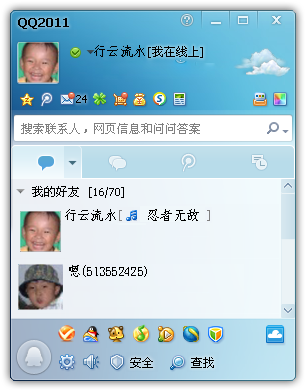 QQ2011
行云流水[我在线上]
24
搜索联系人，网页信息和问问答案
我的好友 [16/70]
行云流水[ 忍者无敌 ]
嗯(513552425)
安全 查找